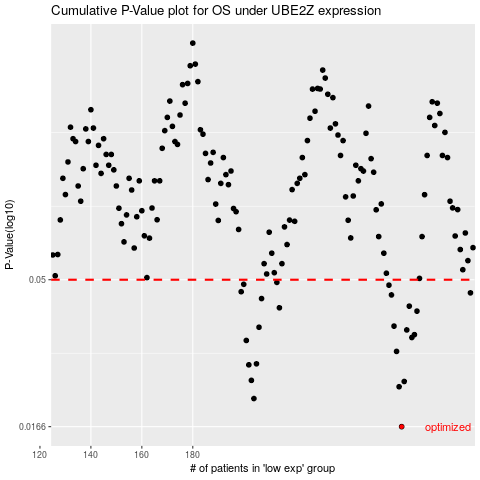 Cumulative P-Value plot for OS under UBE2Z expression
P-Value(log10)
0.05
0.0166
optimized
120 140 160 180
# of patients in 'low exp' group